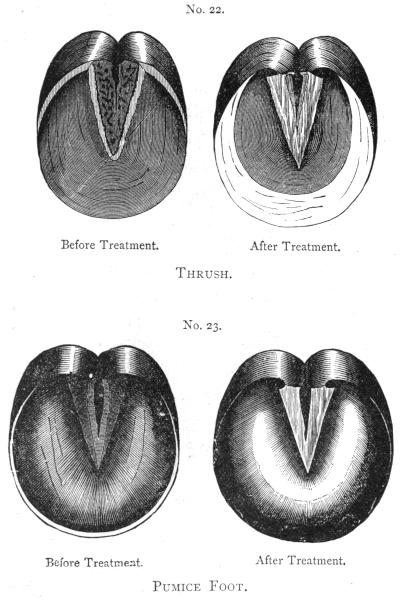 No. 22.
Before Treatment. After Treatment.
Thrush.
No. 23.
Before Treatment. After Treatment.
Pumice Foot.